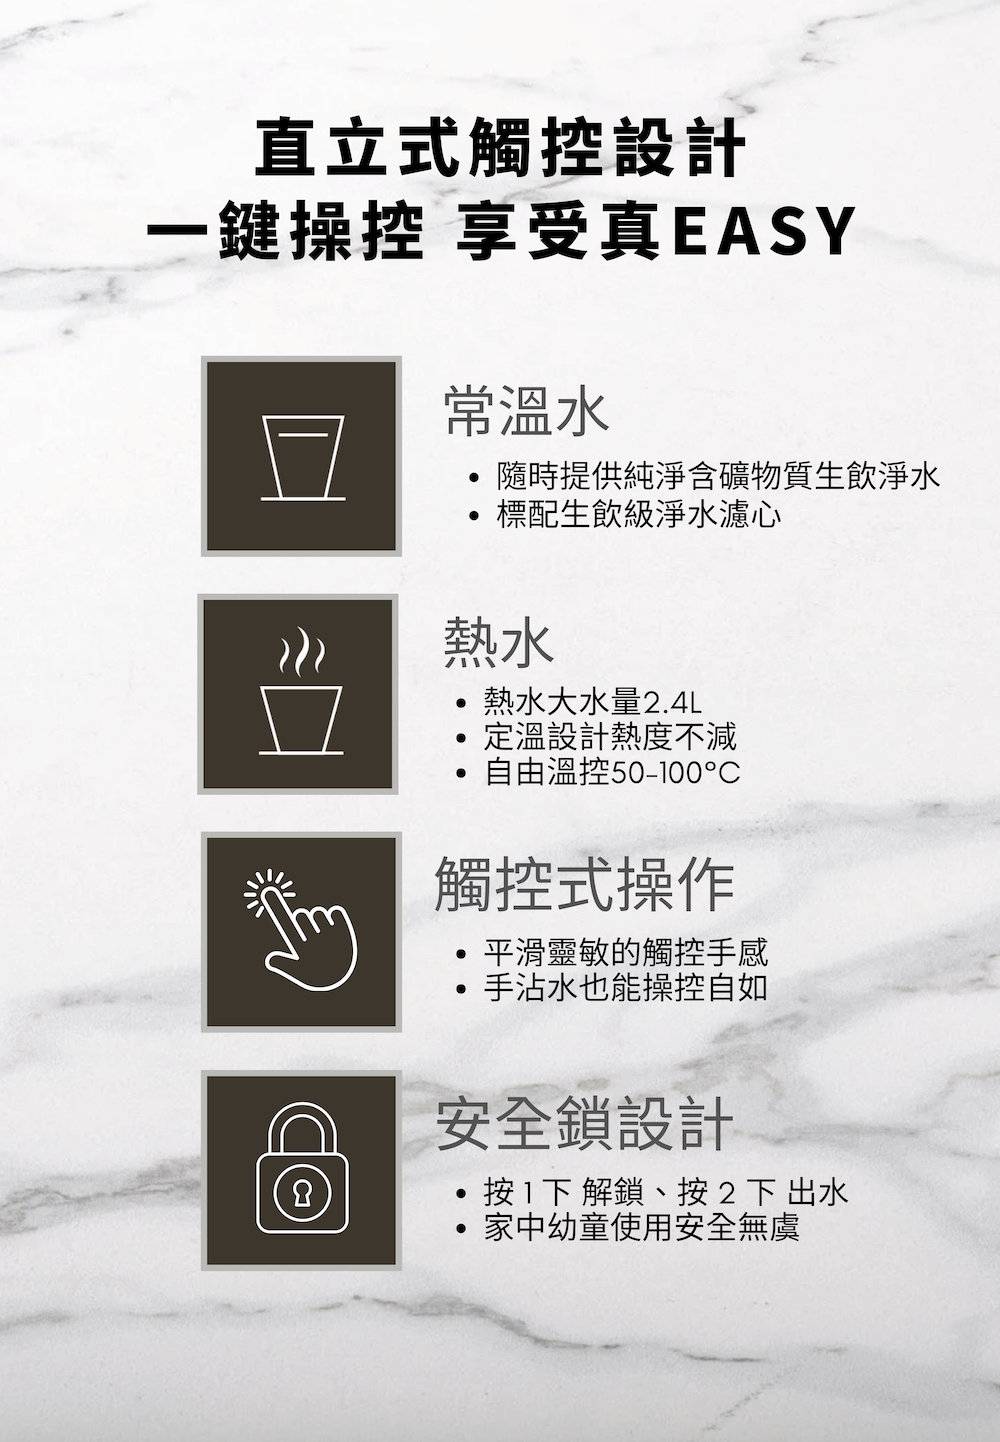 直立式觸控設計
一鍵操控 享受真EASY
常溫水
• 隨時提供純淨含礦物質生飲淨水
• 標配生飲級淨水濾心
熱水
• 熱水大水量2.4L
• 定溫設計熱度不減
• 自由溫控50-100°C
觸控式操作
• 平滑靈敏的觸控手感
• 手沾水也能操控自如
安全鎖設計
• 按1下 解鎖、按 2 下 出水
• 家中幼童使用安全無虞